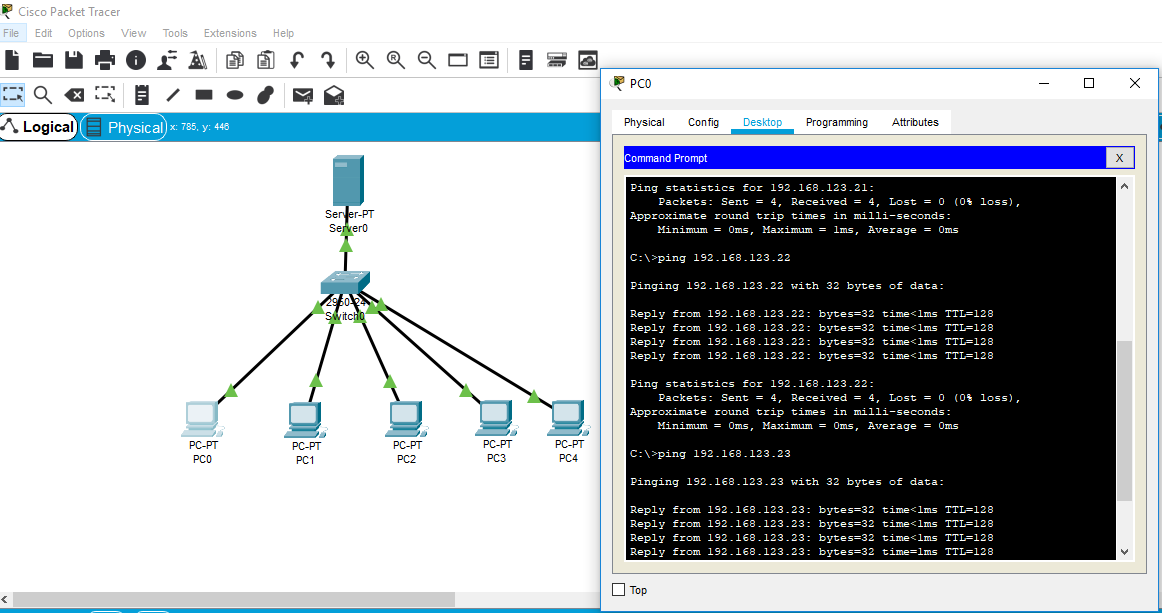 Cisco Packet Tracer
File Edit Options View Tools Extensions Help
Logical Physical x: 785, y: 446
Server-PT
Server0
2950-24
Switch0
PC-PT
PC0
PC-PT
PC1
PC-PT
PC2
PC-PT
PC3
PC-PT
PC4
PC0
Physical Config Desktop Programming Attributes
Command Prompt X
Ping statistics for 192.168.123.21:
Packets: Sent = 4, Received = 4, Lost = 0 (0% loss),
Approximate round trip times in milli-seconds:
Minimum = 0ms, Maximum = 1ms, Average = 0ms
C:\>ping 192.168.123.22
Pinging 192.168.123.22 with 32 bytes of data:
Reply from 192.168.123.22: bytes=32 time<1ms TTL=128
Reply from 192.168.123.22: bytes=32 time<1ms TTL=128
Reply from 192.168.123.22: bytes=32 time<1ms TTL=128
Reply from 192.168.123.22: bytes=32 time<1ms TTL=128
Ping statistics for 192.168.123.22:
Packets: Sent = 4, Received = 4, Lost = 0 (0% loss),
Approximate round trip times in milli-seconds:
Minimum = 0ms, Maximum = 0ms, Average = 0ms
C:\>ping 192.168.123.23
Pinging 192.168.123.23 with 32 bytes of data:
Reply from 192.168.123.23: bytes=32 time<1ms TTL=128
Reply from 192.168.123.23: bytes=32 time<1ms TTL=128
Reply from 192.168.123.23: bytes=32 time<1ms TTL=128
Reply from 192.168.123.23: bytes=32 time=1ms TTL=128
Top